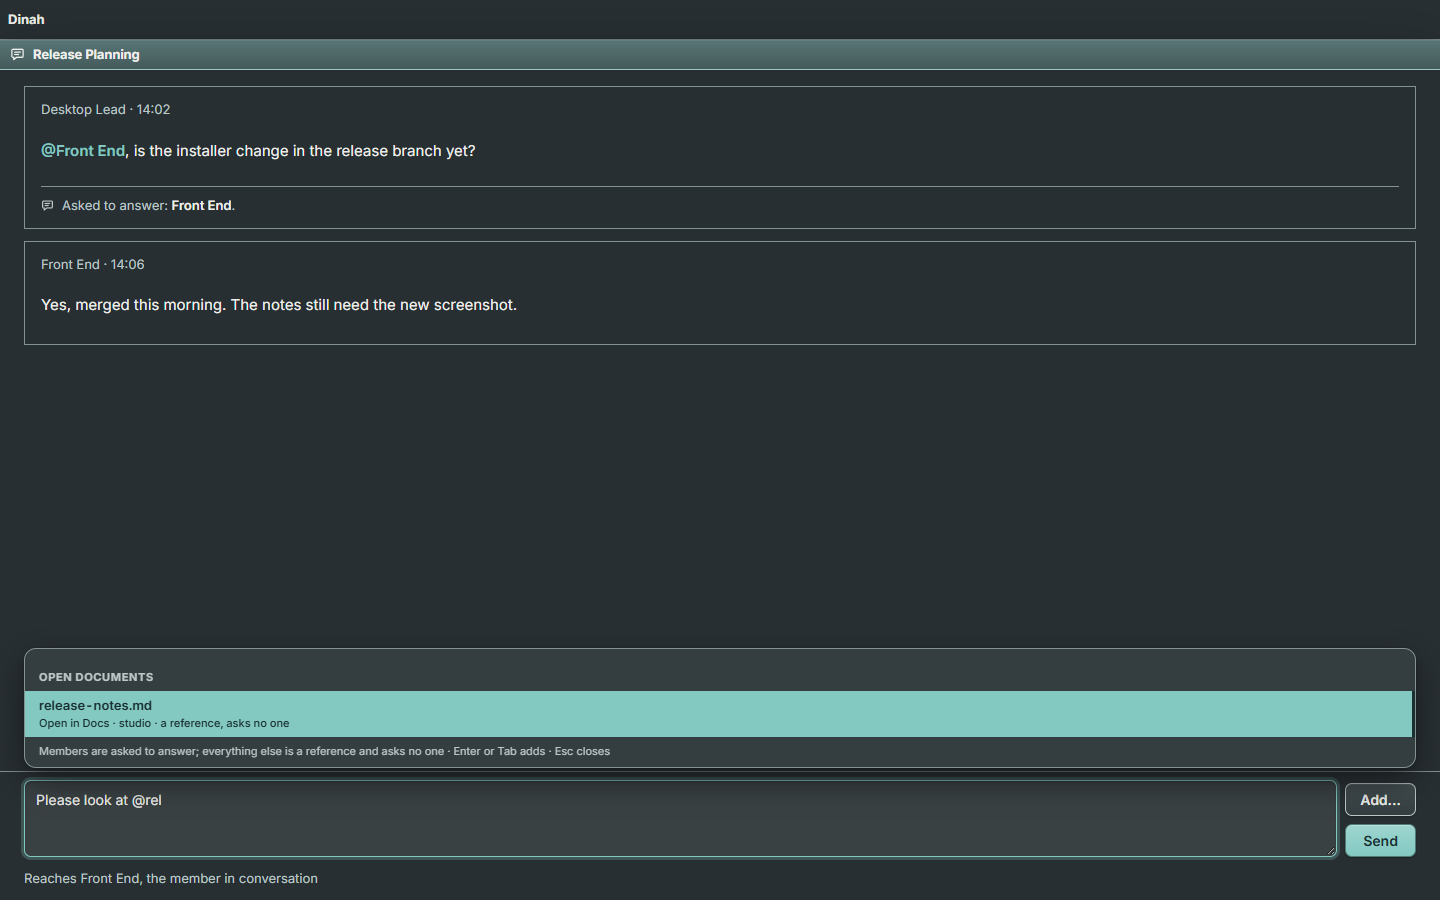 Dinah
Release Planning
Desktop Lead · 14:02
@Front End, is the installer change in the release branch yet?
Asked to answer: Front End.
Front End · 14:06
Yes, merged this morning. The notes still need the new screenshot.
OPEN DOCUMENTS
release-notes.md
Open in Docs · studio · a reference, asks no one
Members are asked to answer; everything else is a reference and asks no one · Enter or Tab adds · Esc closes
Please look at @rel
Add...
Send
Reaches Front End, the member in conversation